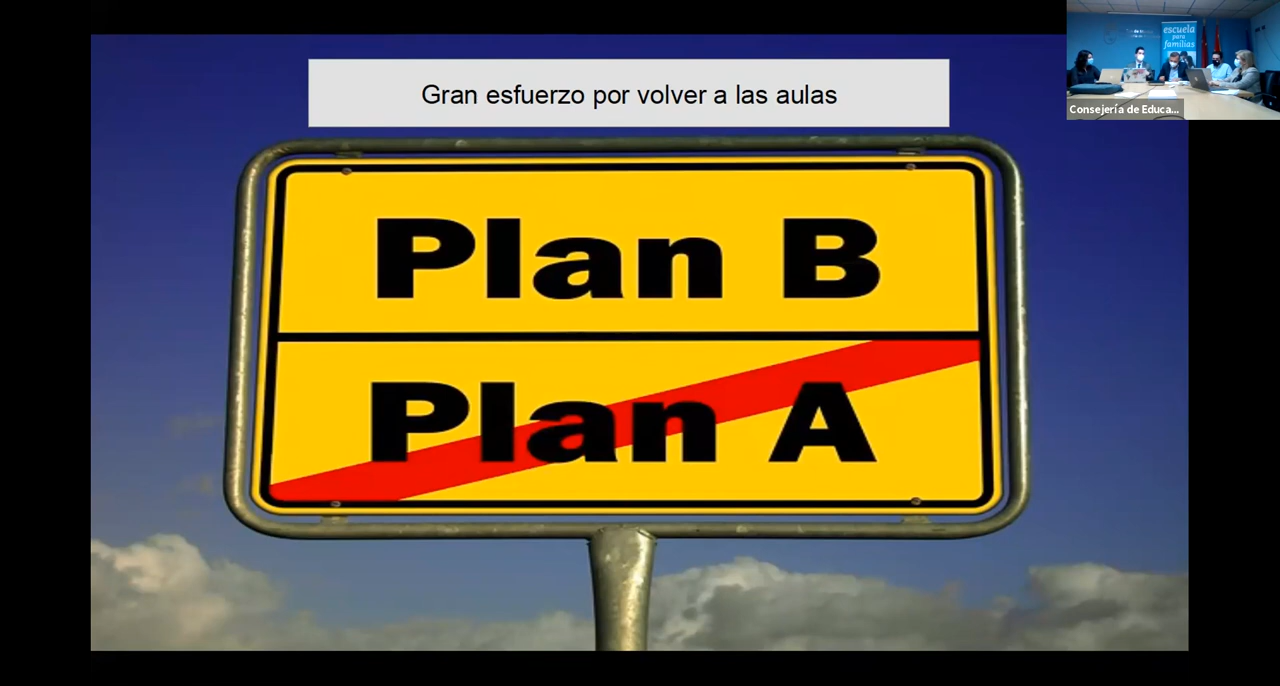 Gran esfuerzo por volver a las aulas
Plan B
Plan A
escuela
para
familias
Consejería de Educa...